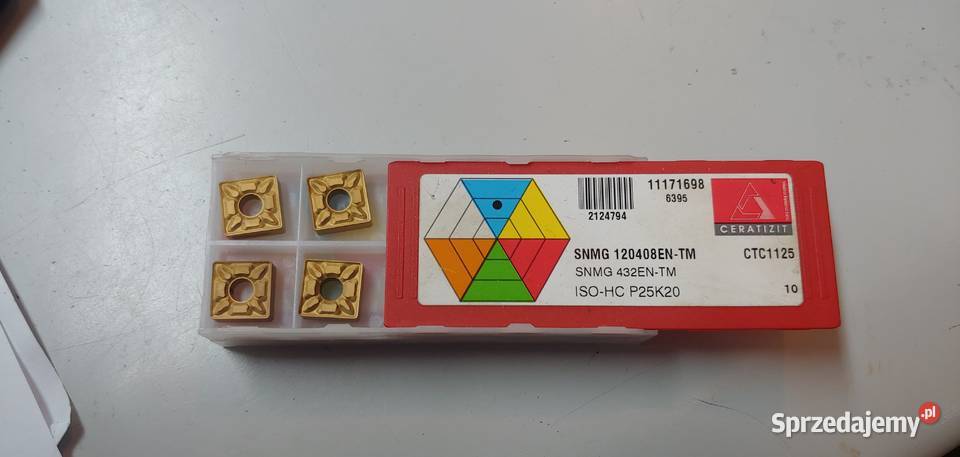 11171698
6395
2124794
CERATIZIT
SNMG 120408EN-TM
CTC1125
SNMG 432EN-TM
ISO-HC P25K20
10
Sprzedajemy.pl